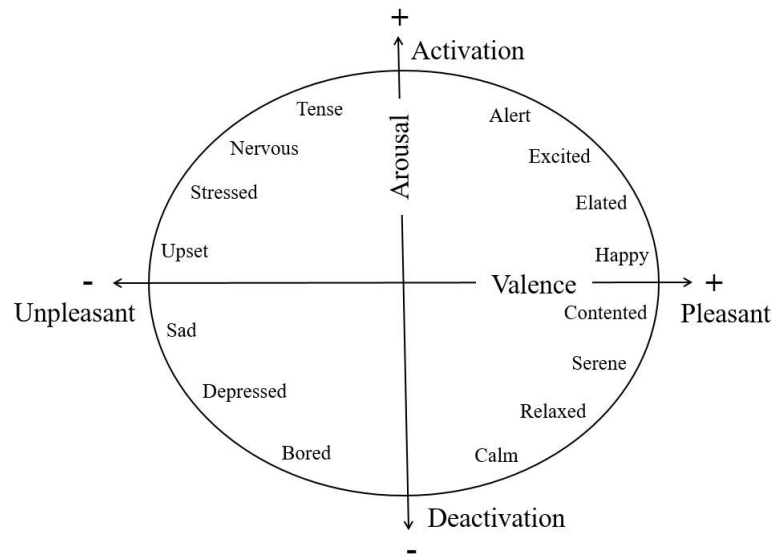 +
Activation
Tense
Alert
Nervous
Arousal
Excited
Stressed
Elated
Upset
Happy
-
Valence
+
Unpleasant
Contented
Pleasant
Sad
Serene
Depressed
Relaxed
Bored
Calm
Deactivation
-